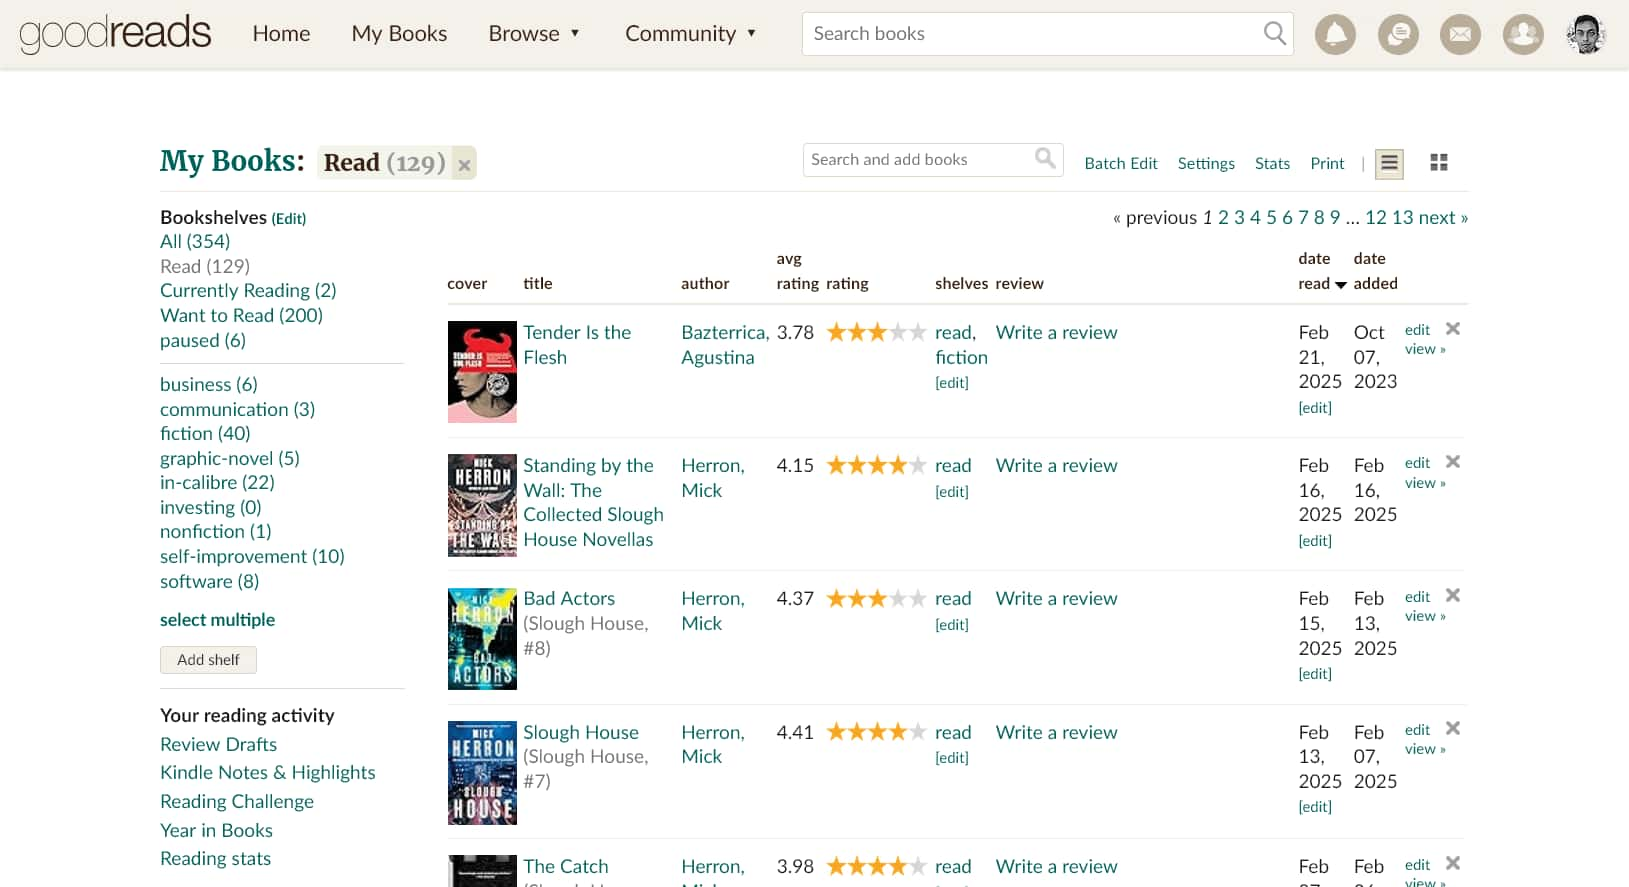 goodreads
Home
My Books
Browse ▼
Community ▼
Search books
My Books: Read (129) ×
Search and add books
Batch Edit
Settings
Stats
Print
|
Bookshelves (Edit)
All (354)
Read (129)
Currently Reading (2)
Want to Read (200)
paused (6)
business (6)
communication (3)
fiction (40)
graphic-novel (5)
in-calibre (22)
investing (0)
nonfiction (1)
self-improvement (10)
software (8)
select multiple
Add shelf
Your reading activity
Review Drafts
Kindle Notes & Highlights
Reading Challenge
Year in Books
Reading stats
« previous 1 2 3 4 5 6 7 8 9 … 12 13 next »
cover
title
author
avg
rating
rating
shelves
review
date
read
date
added
TENDER IS
THE FLESH
Tender Is the
Flesh
Bazterrica,
Agustina
3.78
read,
fiction
[edit]
Write a review
Feb
21,
2025
[edit]
Oct
07,
2023
edit
view »
MICK
HERRON
STANDING BY
THE WALL
Standing by the
Wall: The
Collected Slough
House Novellas
Herron,
Mick
4.15
read
[edit]
Write a review
Feb
16,
2025
[edit]
Feb
16,
2025
edit
view »
MICK
HERRON
BAD
ACTORS
Bad Actors
(Slough House,
#8)
Herron,
Mick
4.37
read
[edit]
Write a review
Feb
15,
2025
[edit]
Feb
13,
2025
edit
view »
MICK
HERRON
SLOUGH
HOUSE
Slough House
(Slough House,
#7)
Herron,
Mick
4.41
read
[edit]
Write a review
Feb
13,
2025
[edit]
Feb
07,
2025
edit
view »
The Catch
Herron,
3.98
read
Write a review
Feb
Feb
edit
view »